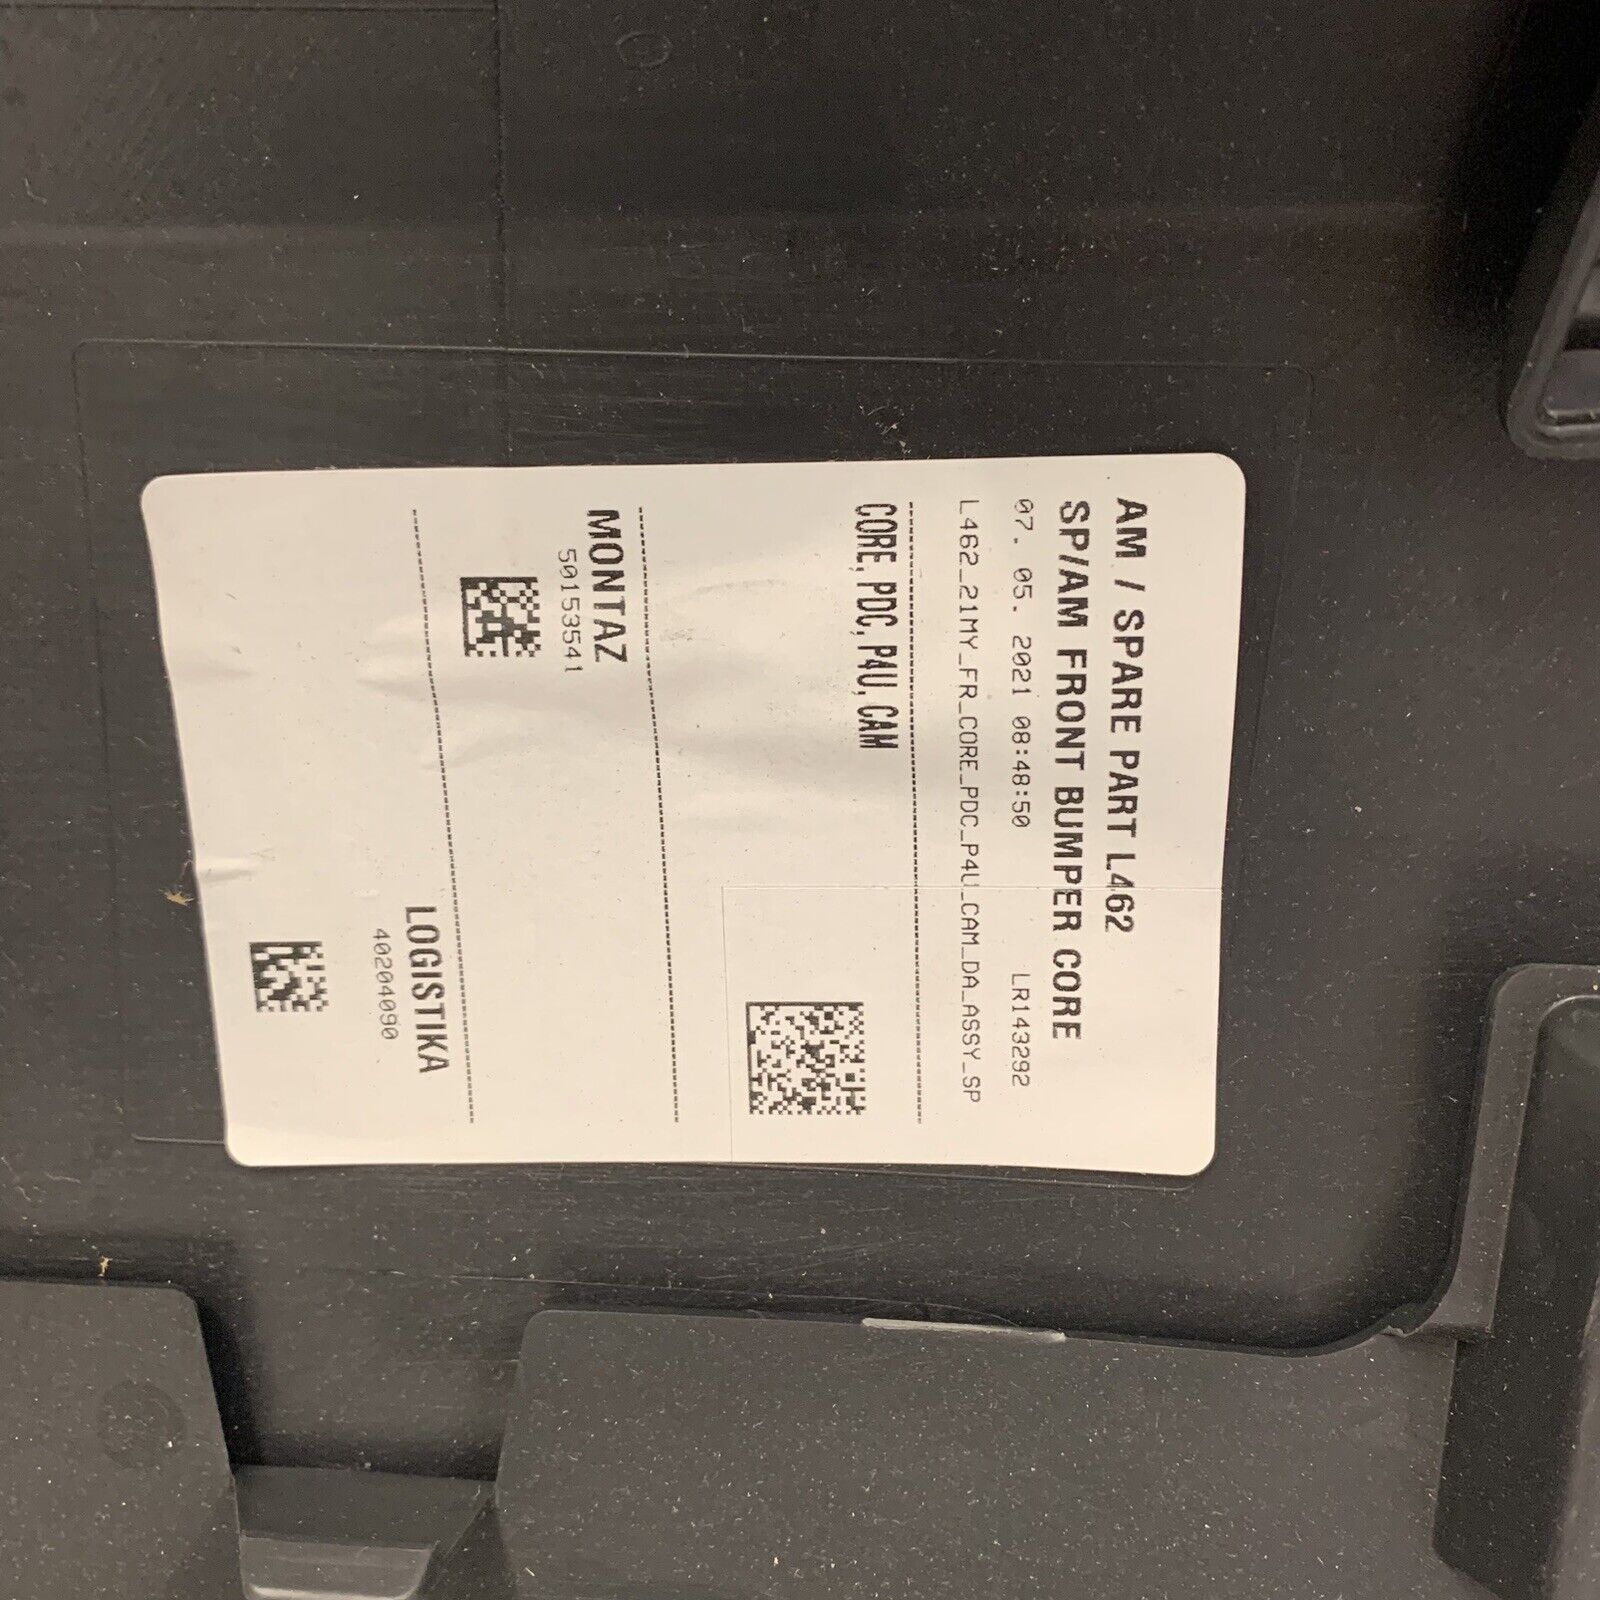 AM / SPARE PART L462
SP/AM FRONT BUMPER CORE
07. 05. 2021 08:48:50 LR143292
L462_21MY_FR_CORE_PDC_P4U_CAM_DA_ASSY_SP
CORE, PDC, P4U, CAM
MONTAZ
50153541
LOGISTIKA
40204090